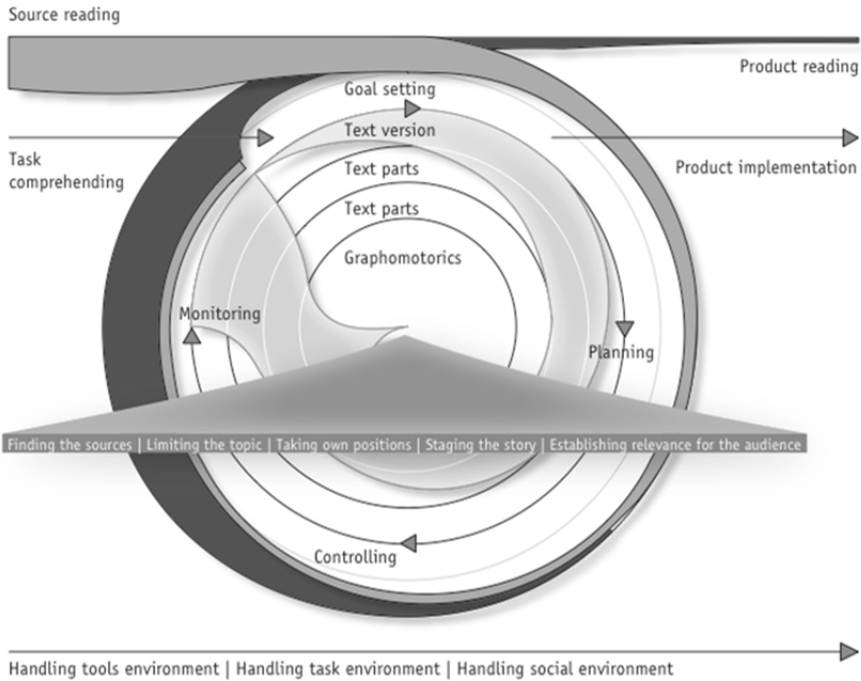 Source reading
Product reading
Goal setting
Text version
Task
comprehending
Product implementation
Text parts
Text parts
Graphomotorics
Monitoring
Planning
Finding the sources | Limiting the topic | Taking own positions | Staging the story | Establishing relevance for the audience
Controlling
Handling tools environment | Handling task environment | Handling social environment